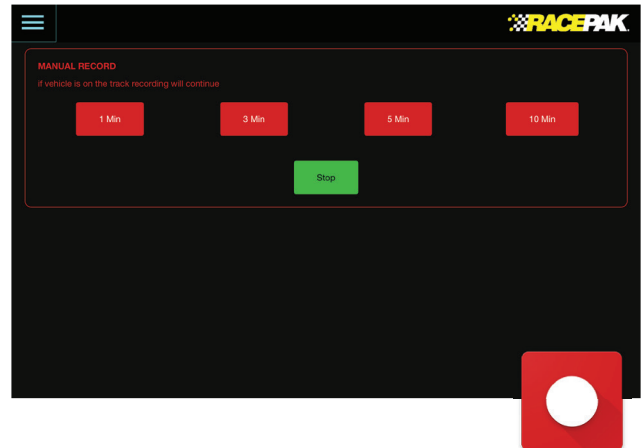 RACEPAK
MANUAL RECORD
if vehicle is on the track recording will continue
1 Min
3 Min
5 Min
10 Min
Stop